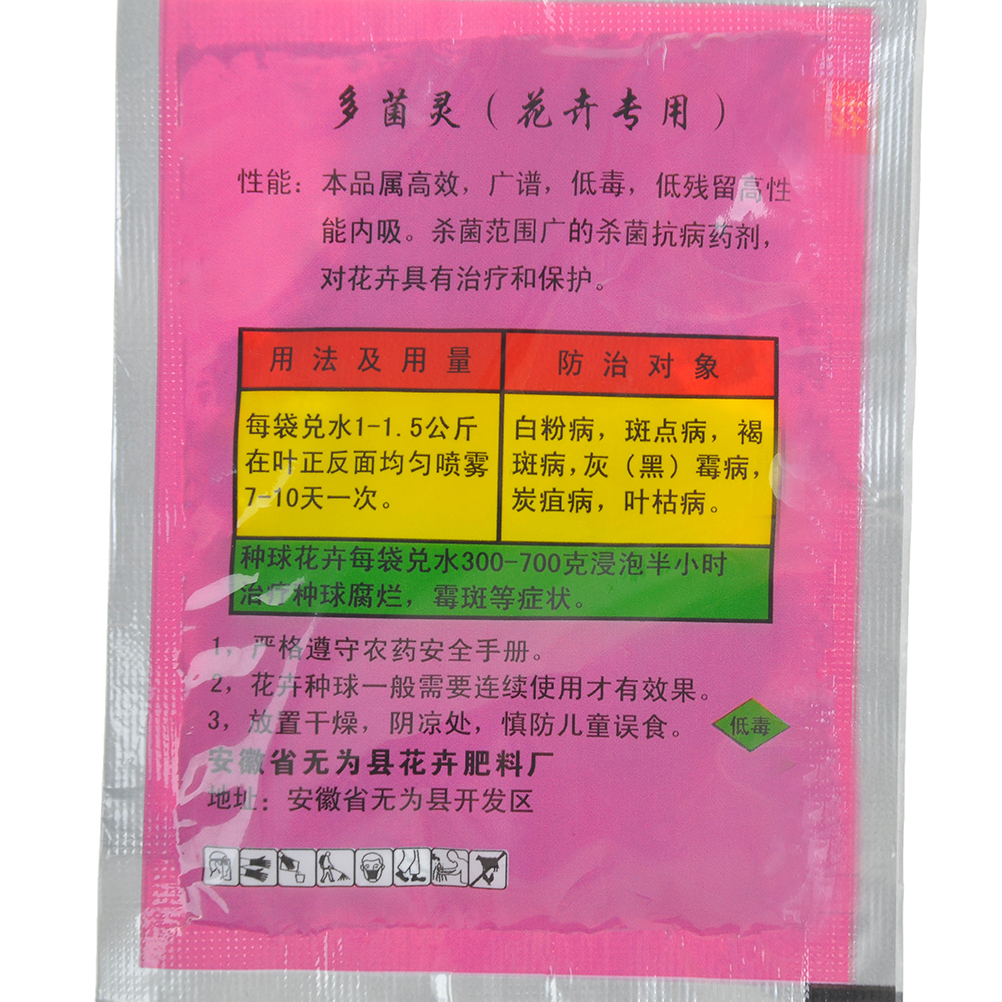 多菌灵（花卉专用）
性能：本品属高效，广谱，低毒，低残留高性
能内吸。杀菌范围广的杀菌抗病药剂，
对花卉具有治疗和保护。
用法及用量
防治对象
每袋兑水1-1.5公斤
在叶正反面均匀喷雾
7-10天一次。
白粉病，斑点病，褐
斑病，灰（黑）霉病，
炭疽病，叶枯病。
种球花卉每袋兑水300-700克浸泡半小时
治疗种球腐烂，霉斑等症状。
1，严格遵守农药安全手册。
2，花卉种球一般需要连续使用才有效果。
3，放置干燥，阴凉处，慎防儿童误食。
低毒
安徽省无为县花卉肥料厂
地址：安徽省无为县开发区